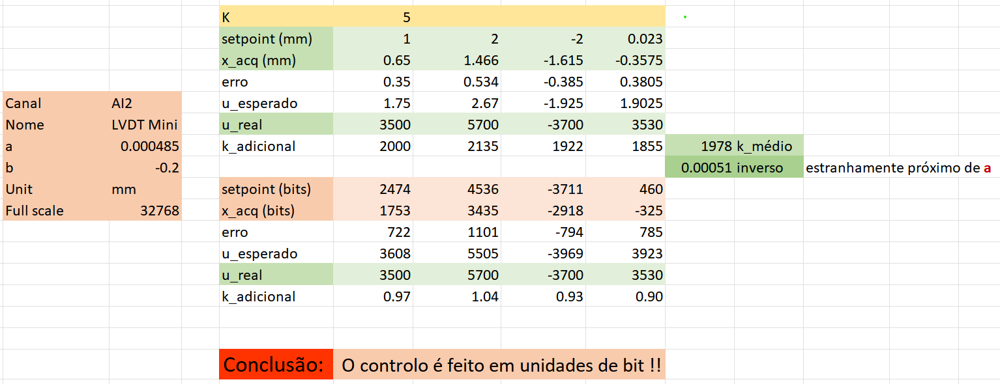 K 5
setpoint (mm) 1 2 -2 0.023
x_acq (mm) 0.65 1.466 -1.615 -0.3575
erro 0.35 0.534 -0.385 0.3805
Canal AI2 u_esperado 1.75 2.67 -1.925 1.9025
Nome LVDT Mini u_real 3500 5700 -3700 3530
a 0.000485 k_adicional 2000 2135 1922 1855 1978 k_médio
b -0.2 0.00051 inverso estranhamente próximo de a
Unit mm setpoint (bits) 2474 4536 -3711 460
Full scale 32768 x_acq (bits) 1753 3435 -2918 -325
erro 722 1101 -794 785
u_esperado 3608 5505 -3969 3923
u_real 3500 5700 -3700 3530
k_adicional 0.97 1.04 0.93 0.90
Conclusão: O controlo é feito em unidades de bit !!